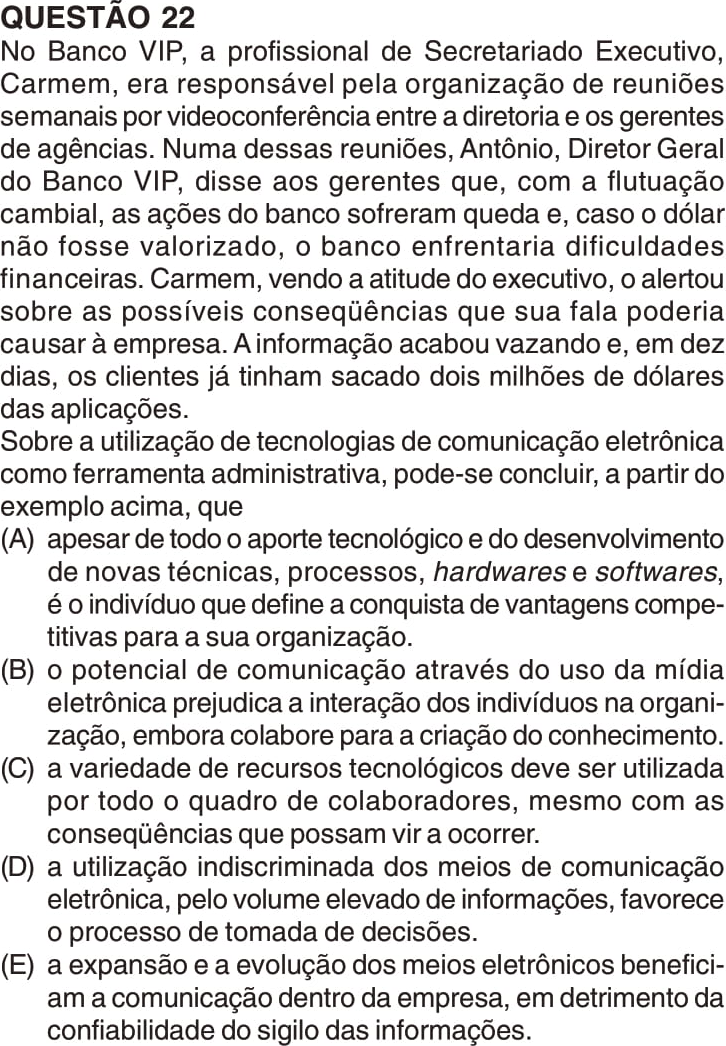 QUESTÃO 22
No Banco VIP, a profissional de Secretariado Executivo,
Carmem, era responsável pela organização de reuniões
semanais por videoconferência entre a diretoria e os gerentes
de agências. Numa dessas reuniões, Antônio, Diretor Geral
do Banco VIP, disse aos gerentes que, com a flutuação
cambial, as ações do banco sofreram queda e, caso o dólar
não fosse valorizado, o banco enfrentaria dificuldades
financeiras. Carmem, vendo a atitude do executivo, o alertou
sobre as possíveis conseqüências que sua fala poderia
causar à empresa. A informação acabou vazando e, em dez
dias, os clientes já tinham sacado dois milhões de dólares
das aplicações.
Sobre a utilização de tecnologias de comunicação eletrônica
como ferramenta administrativa, pode-se concluir, a partir do
exemplo acima, que
(A) apesar de todo o aporte tecnológico e do desenvolvimento
de novas técnicas, processos, hardwares e softwares,
é o indivíduo que define a conquista de vantagens compe-
titivas para a sua organização.
(B) o potencial de comunicação através do uso da mídia
eletrônica prejudica a interação dos indivíduos na organi-
zação, embora colabore para a criação do conhecimento.
(C) a variedade de recursos tecnológicos deve ser utilizada
por todo o quadro de colaboradores, mesmo com as
conseqüências que possam vir a ocorrer.
(D) a utilização indiscriminada dos meios de comunicação
eletrônica, pelo volume elevado de informações, favorece
o processo de tomada de decisões.
(E) a expansão e a evolução dos meios eletrônicos benefici-
am a comunicação dentro da empresa, em detrimento da
confiabilidade do sigilo das informações.